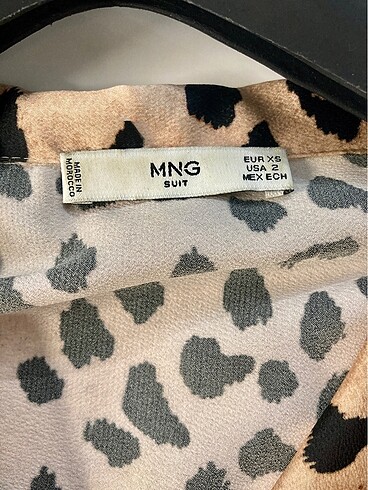 MADE IN
MOROCCO
MNG
SUIT
EUR XS
USA 2
MEX ECH